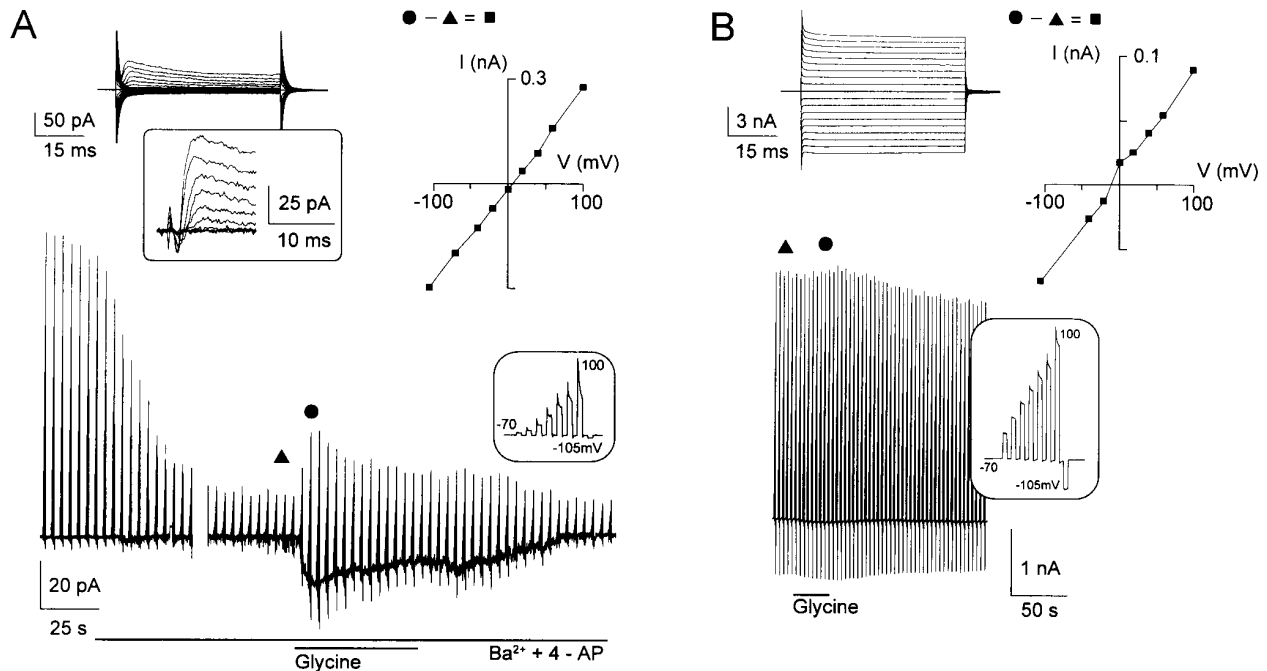 A
50 pA
15 ms
25 pA
10 ms
● – ▲ = ■
I (nA)
0.3
V (mV)
-100
100
●
▲
100
-70
-105mV
20 pA
25 s
Glycine
Ba²⁺ + 4 - AP
B
3 nA
15 ms
● – ▲ = ■
I (nA)
0.1
V (mV)
-100
100
▲ ●
100
-70
-105mV
1 nA
50 s
Glycine